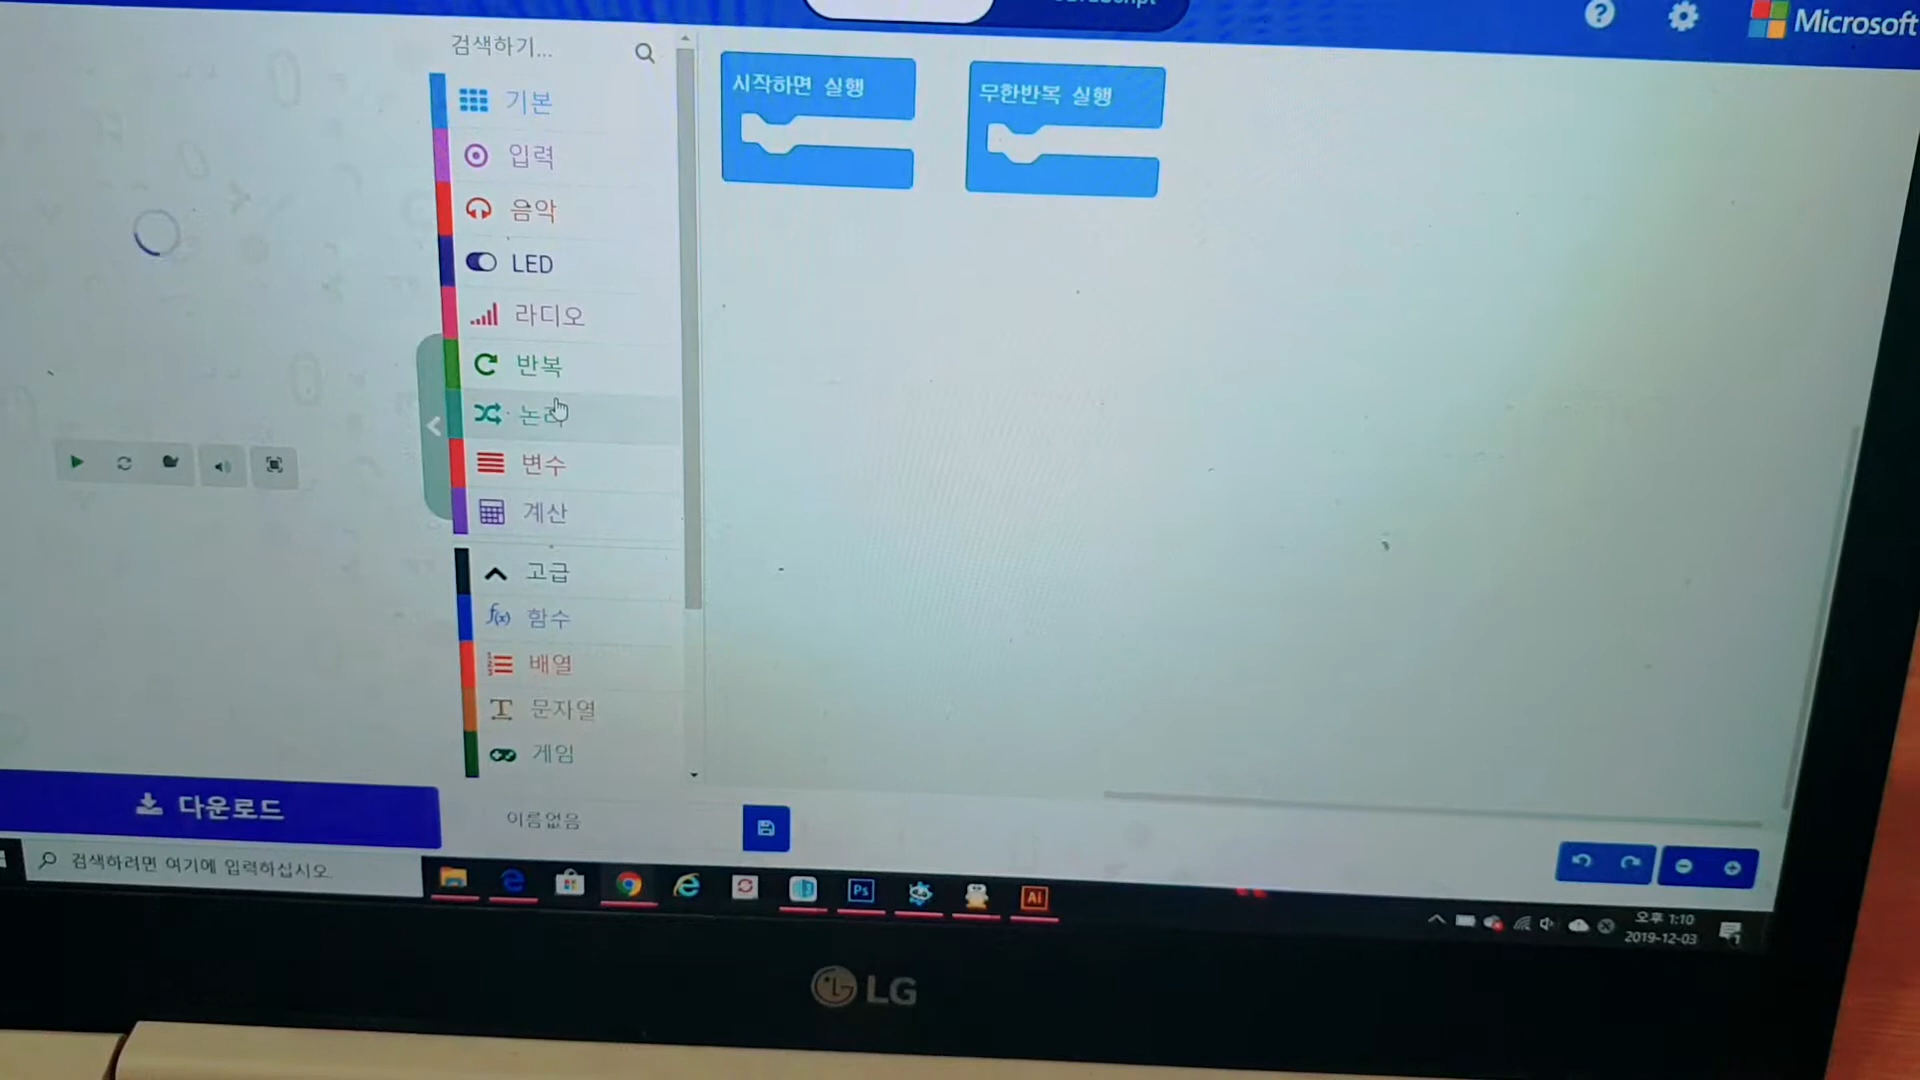 Microsoft
검색하기...
기본
입력
음악
LED
라디오
반복
논리
변수
계산
고급
함수
배열
문자열
게임
시작하면 실행
무한반복 실행
다운로드
이름없음
검색하려면 여기에 입력하십시오.
Ps
Ai
오후 1:10
2019-12-03
LG